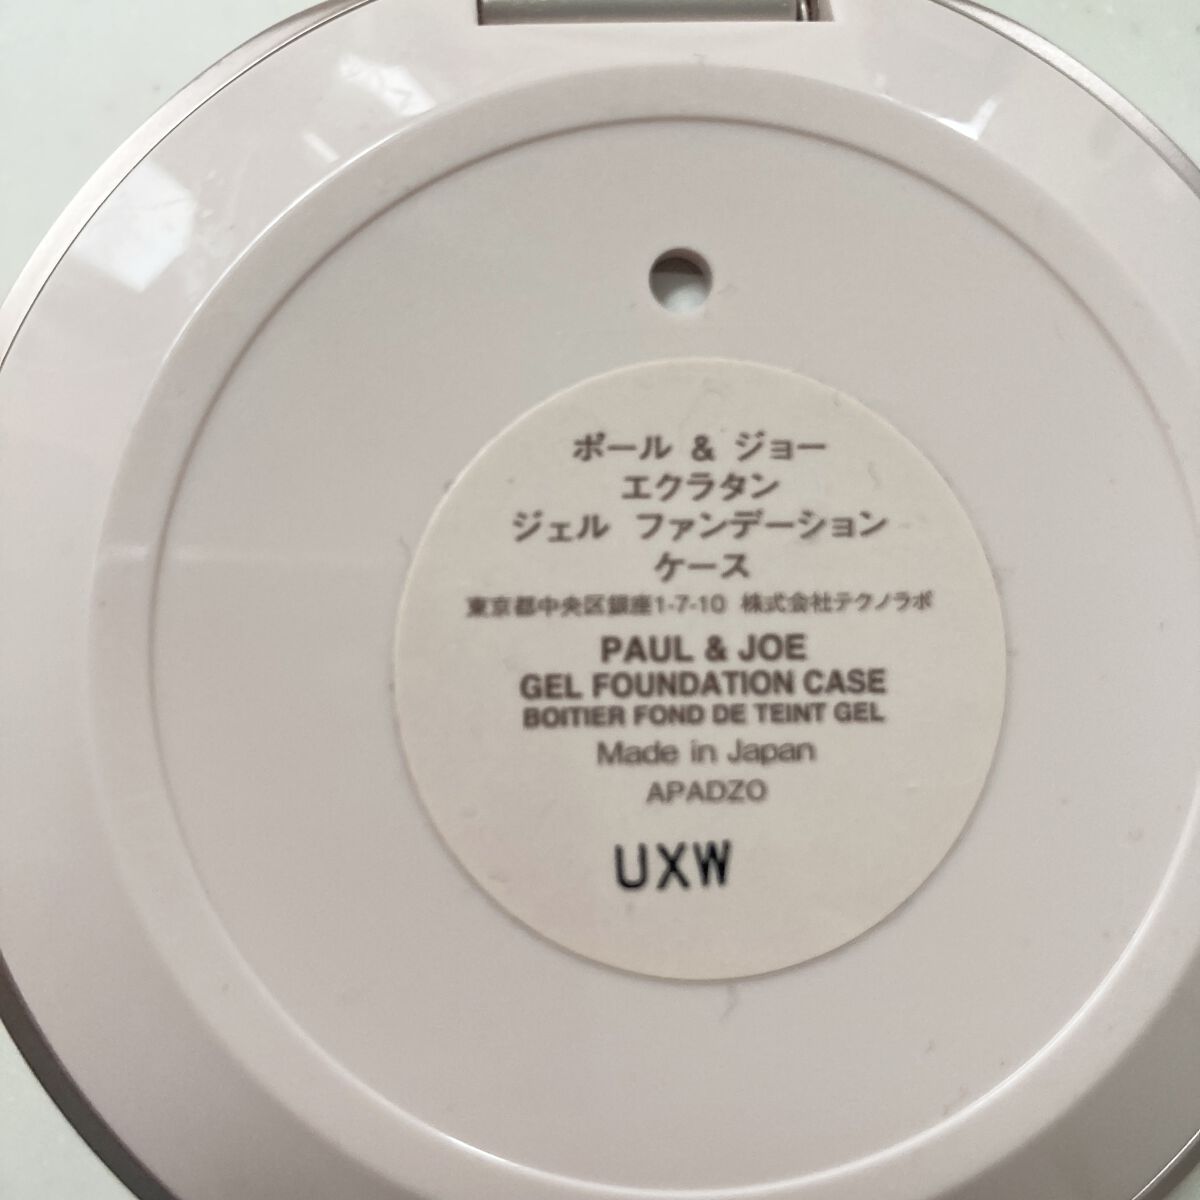 ポール & ジョー
エクラタン
ジェル ファンデーション
ケース
東京都中央区銀座1-7-10 株式会社テクノラボ
PAUL & JOE
GEL FOUNDATION CASE
BOITIER FOND DE TEINT GEL
Made in Japan
APADZO
UXW